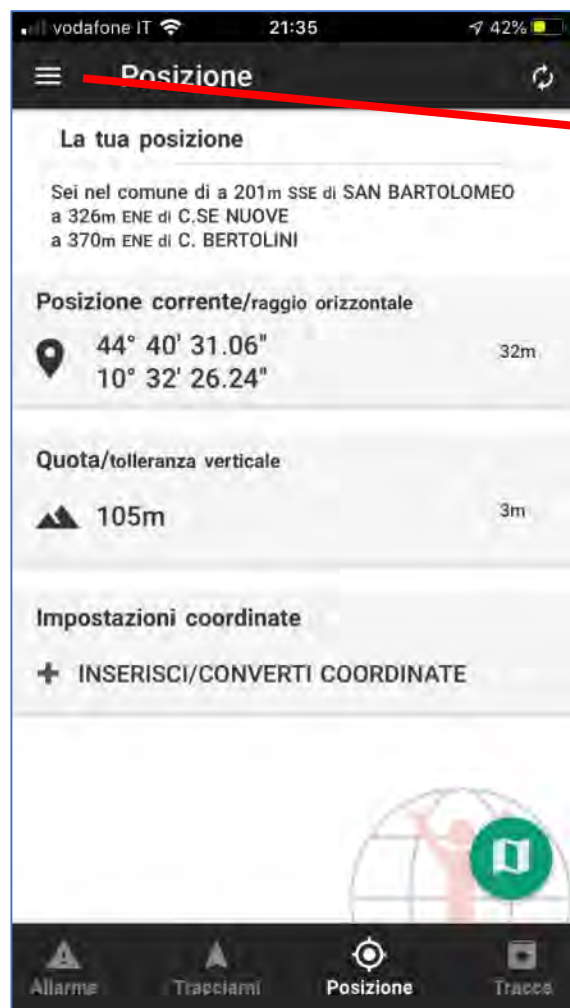 vodafone IT 21:35 42%
Posizione
La tua posizione
Sei nel comune di a 201m SSE di SAN BARTOLOMEO
a 326m ENE di C.SE NUOVE
a 370m ENE di C. BERTOLINI
Posizione corrente/raggio orizzontale
44° 40' 31.06"
32m
10° 32' 26.24"
Quota/tolleranza verticale
105m
3m
Impostazioni coordinate
+ INSERISCI/CONVERTI COORDINATE
Allarme Tracciami Posizione Tracce